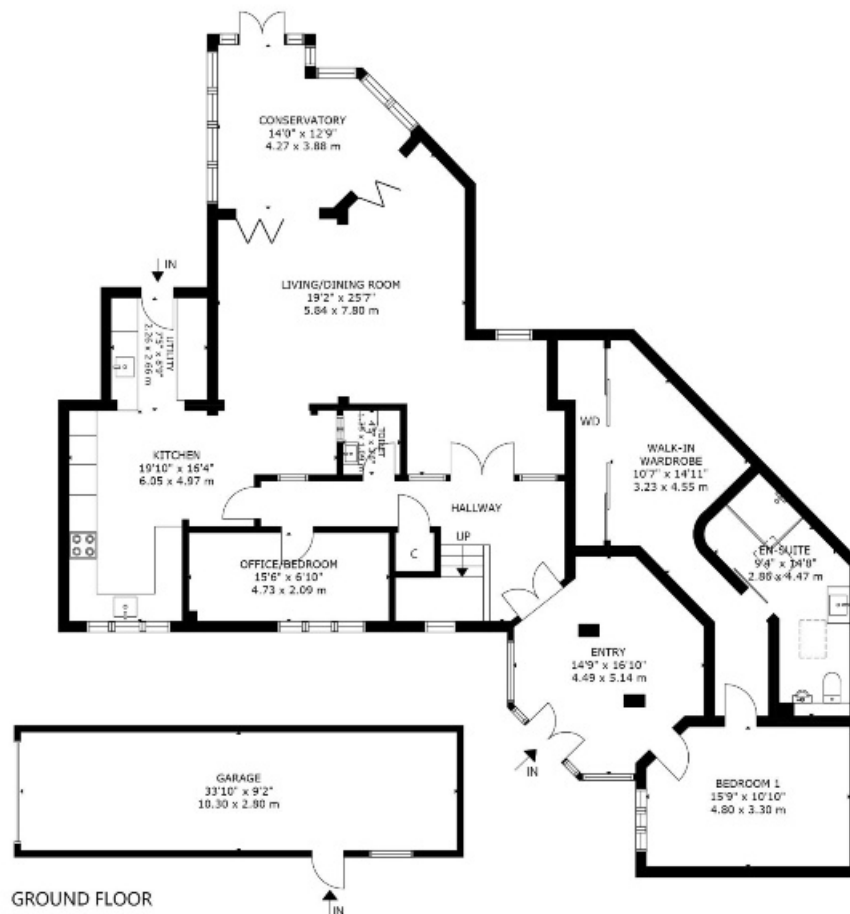 CONSERVATORY
14'0" x 12'9"
4.27 x 3.88 m
IN
LIVING/DINING ROOM
19'2" x 25'7"
5.84 x 7.80 m
UTILITY
7'5" x 8'9"
2.26 x 2.66 m
KITCHEN
19'10" x 16'4"
6.05 x 4.97 m
TOILET
WD
WALK-IN
WARDROBE
10'7" x 14'11"
3.23 x 4.55 m
HALLWAY
UP
C
OFFICE/BEDROOM
15'6" x 6'10"
4.73 x 2.09 m
EN-SUITE
9'4" x 14'8"
2.86 x 4.47 m
ENTRY
14'9" x 16'10"
4.49 x 5.14 m
IN
GARAGE
33'10" x 9'2"
10.30 x 2.80 m
BEDROOM 1
15'9" x 10'10"
4.80 x 3.30 m
GROUND FLOOR
IN